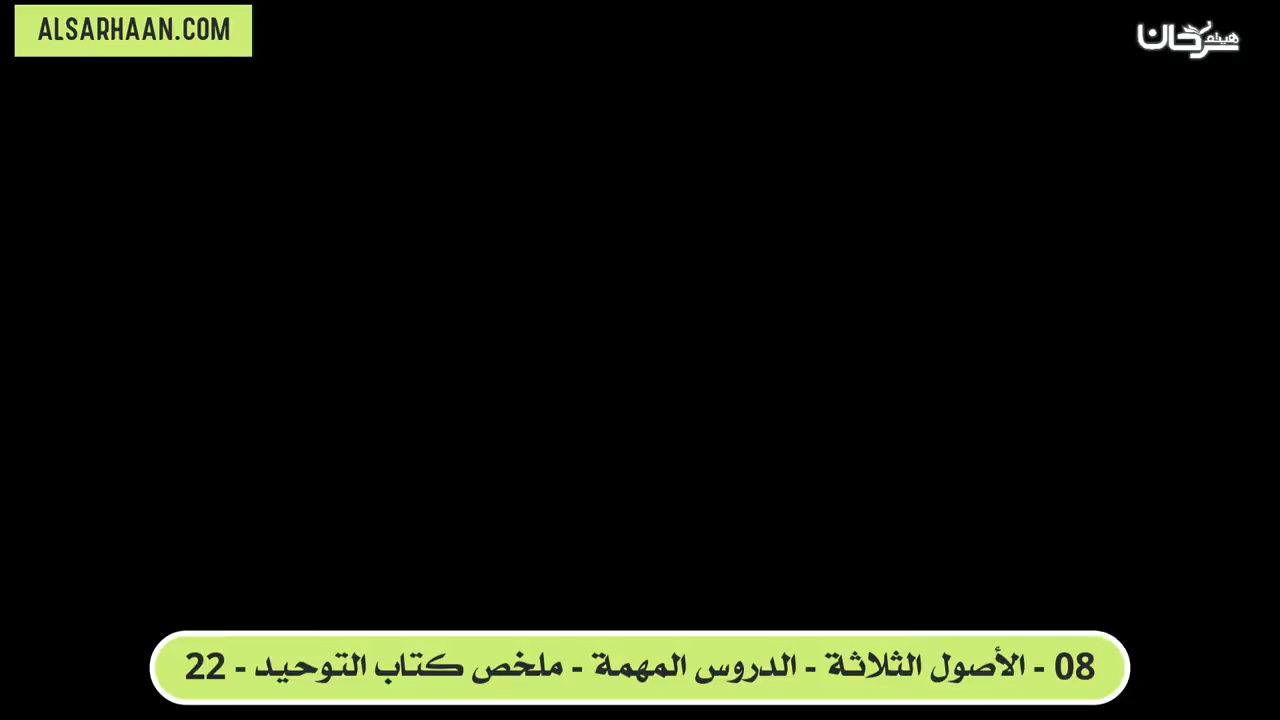 ALSARHAAN.COM
هيثم سرحان
08 - الأصول الثلاثة - الدروس المهمة - ملخص كتاب التوحيد - 22